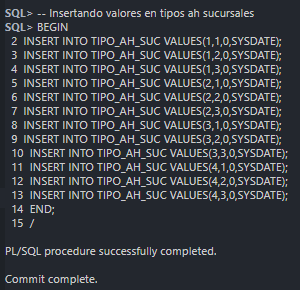 SQL> -- Insertando valores en tipos ah sucursales
SQL> BEGIN
2 INSERT INTO TIPO_AH_SUC VALUES(1,1,0,SYSDATE);
3 INSERT INTO TIPO_AH_SUC VALUES(1,2,0,SYSDATE);
4 INSERT INTO TIPO_AH_SUC VALUES(1,3,0,SYSDATE);
5 INSERT INTO TIPO_AH_SUC VALUES(2,1,0,SYSDATE);
6 INSERT INTO TIPO_AH_SUC VALUES(2,2,0,SYSDATE);
7 INSERT INTO TIPO_AH_SUC VALUES(2,3,0,SYSDATE);
8 INSERT INTO TIPO_AH_SUC VALUES(3,1,0,SYSDATE);
9 INSERT INTO TIPO_AH_SUC VALUES(3,2,0,SYSDATE);
10 INSERT INTO TIPO_AH_SUC VALUES(3,3,0,SYSDATE);
11 INSERT INTO TIPO_AH_SUC VALUES(4,1,0,SYSDATE);
12 INSERT INTO TIPO_AH_SUC VALUES(4,2,0,SYSDATE);
13 INSERT INTO TIPO_AH_SUC VALUES(4,3,0,SYSDATE);
14 END;
15 /
PL/SQL procedure successfully completed.
Commit complete.